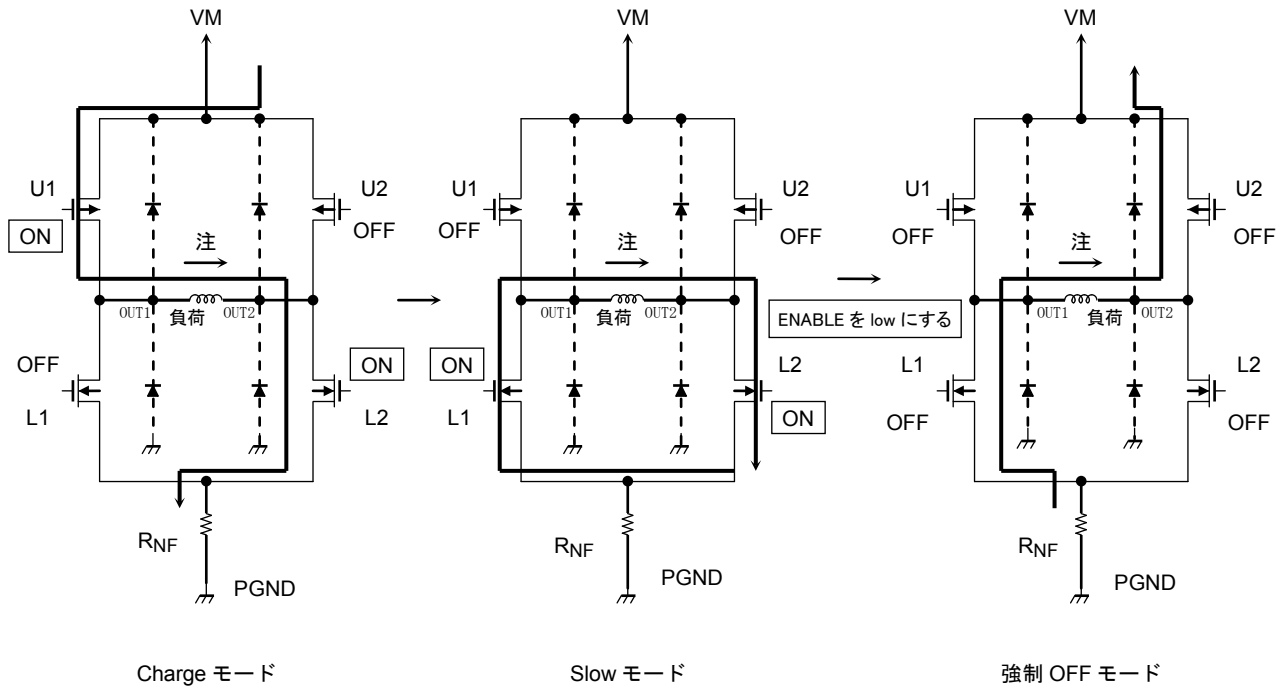 VM
U1
ON
U2
OFF
注
OUT1
負荷
OUT2
OFF
L1
ON
L2
RNF
PGND
Charge モード
VM
U1
OFF
U2
OFF
注
OUT1
負荷
OUT2
ON
L1
L2
ON
RNF
PGND
Slow モード
ENABLE を low にする
VM
U1
OFF
U2
OFF
注
OUT1
負荷
OUT2
L1
OFF
L2
OFF
RNF
PGND
強制 OFF モード